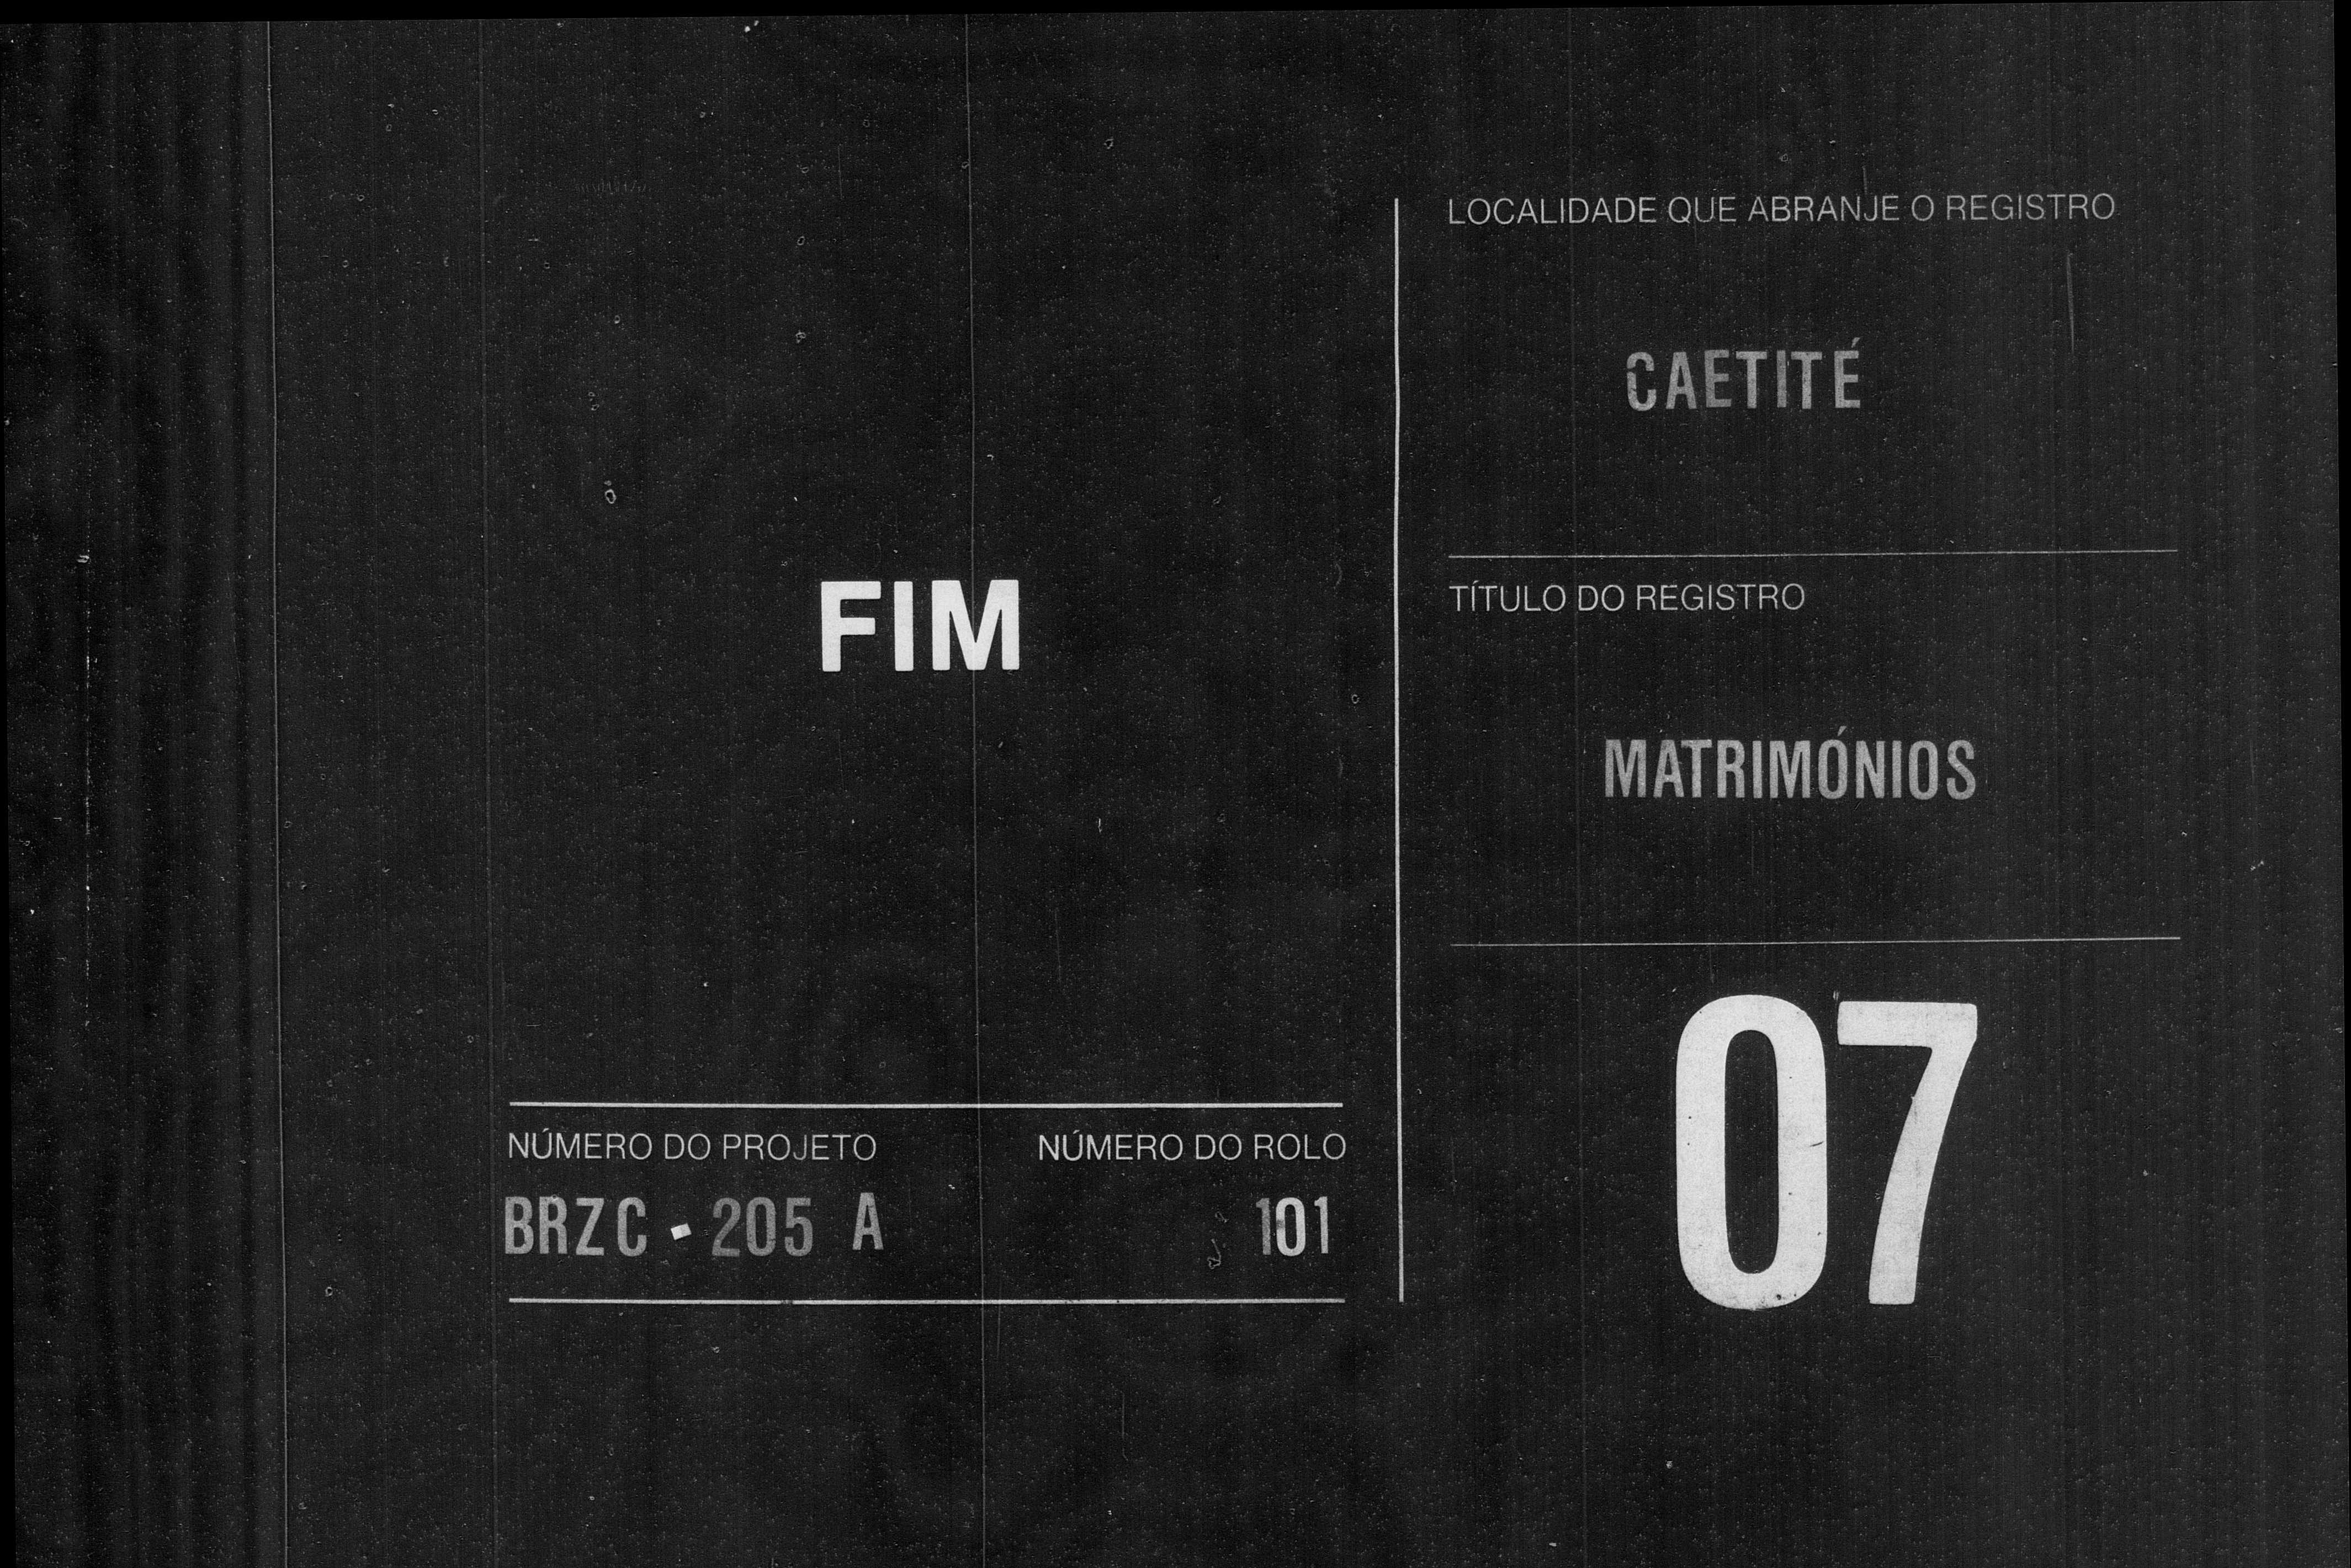 FIM
NÚMERO DO PROJETO
BRZC · 205 A
NÚMERO DO ROLO
101
LOCALIDADE QUE ABRANJE O REGISTRO
CAETITÉ
TÍTULO DO REGISTRO
MATRIMÓNIOS
07